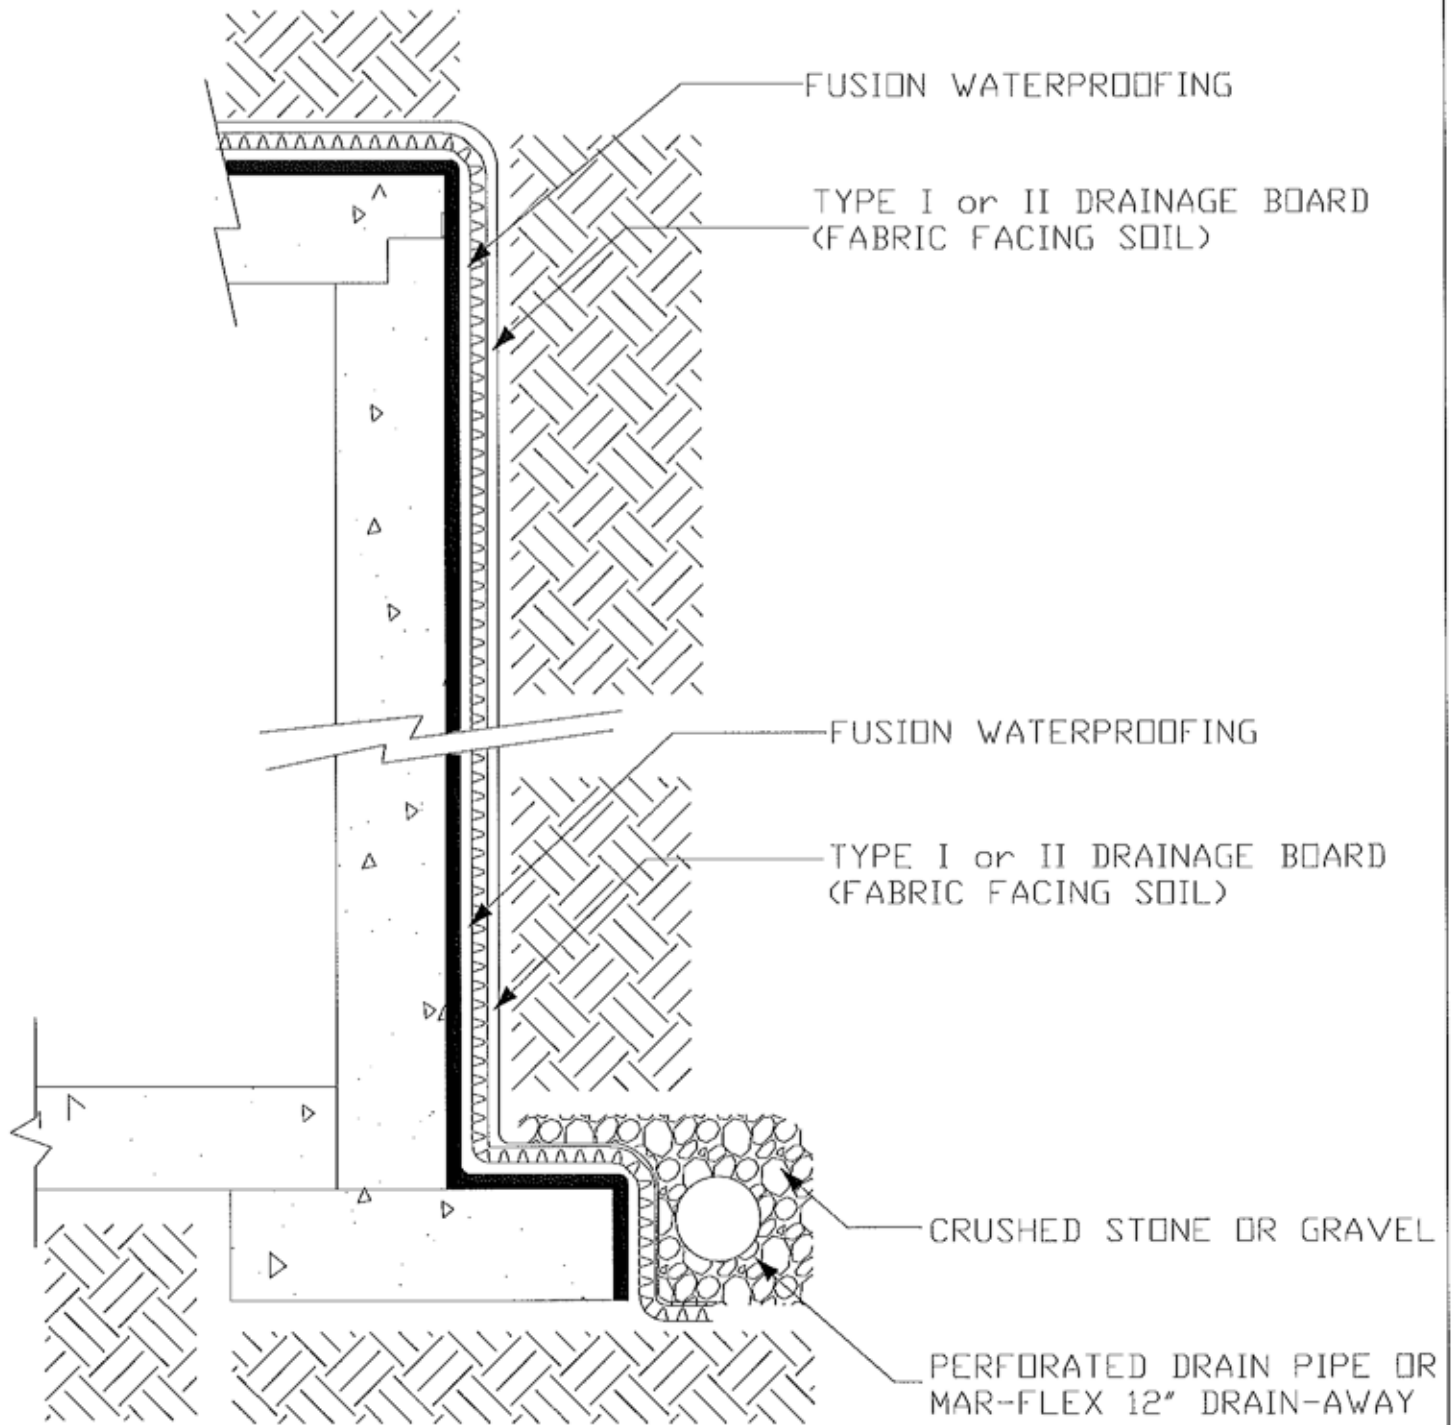 FUSION WATERPROOFING
TYPE I or II DRAINAGE BOARD
(FABRIC FACING SOIL)
FUSION WATERPROOFING
TYPE I or II DRAINAGE BOARD
(FABRIC FACING SOIL)
CRUSHED STONE OR GRAVEL
PERFORATED DRAIN PIPE OR
MAR-FLEX 12" DRAIN-AWAY